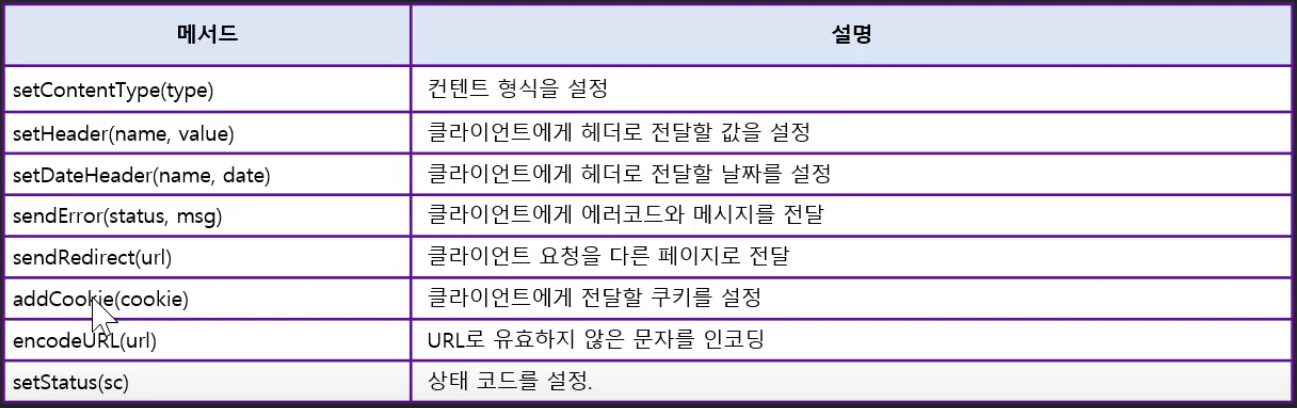 메서드 설명
setContentType(type) 컨텐트 형식을 설정
setHeader(name, value) 클라이언트에게 헤더로 전달할 값을 설정
setDateHeader(name, date) 클라이언트에게 헤더로 전달할 날짜를 설정
sendError(status, msg) 클라이언트에게 에러코드와 메시지를 전달
sendRedirect(url) 클라이언트 요청을 다른 페이지로 전달
addCookie(cookie) 클라이언트에게 전달할 쿠키를 설정
encodeURL(url) URL로 유효하지 않은 문자를 인코딩
setStatus(sc) 상태 코드를 설정.